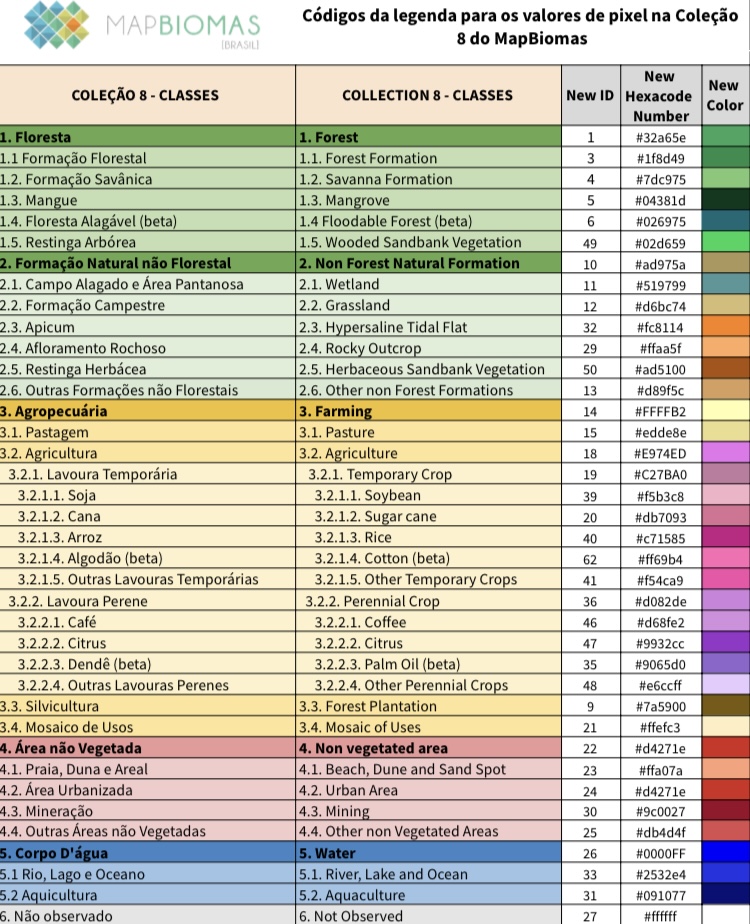 MAPBIOMAS
[BRASIL]
Códigos da legenda para os valores de pixel na Coleção
8 do MapBiomas
COLEÇÃO 8 - CLASSES COLLECTION 8 - CLASSES New ID New Hexacode Number New Color
1. Floresta 1. Forest 1 #32a65e
1.1 Formação Florestal 1.1. Forest Formation 3 #1f8d49
1.2. Formação Savânica 1.2. Savanna Formation 4 #7dc975
1.3. Mangue 1.3. Mangrove 5 #04381d
1.4. Floresta Alagável (beta) 1.4 Floodable Forest (beta) 6 #026975
1.5. Restinga Arbórea 1.5. Wooded Sandbank Vegetation 49 #02d659
2. Formação Natural não Florestal 2. Non Forest Natural Formation 10 #ad975a
2.1. Campo Alagado e Área Pantanosa 2.1. Wetland 11 #519799
2.2. Formação Campestre 2.2. Grassland 12 #d6bc74
2.3. Apicum 2.3. Hypersaline Tidal Flat 32 #fc8114
2.4. Afloramento Rochoso 2.4. Rocky Outcrop 29 #ffaa5f
2.5. Restinga Herbácea 2.5. Herbaceous Sandbank Vegetation 50 #ad5100
2.6. Outras Formações não Florestais 2.6. Other non Forest Formations 13 #d89f5c
3. Agropecuária 3. Farming 14 #FFFFB2
3.1. Pastagem 3.1. Pasture 15 #edde8e
3.2. Agricultura 3.2. Agriculture 18 #E974ED
3.2.1. Lavoura Temporária 3.2.1. Temporary Crop 19 #C27BA0
3.2.1.1. Soja 3.2.1.1. Soybean 39 #f5b3c8
3.2.1.2. Cana 3.2.1.2. Sugar cane 20 #db7093
3.2.1.3. Arroz 3.2.1.3. Rice 40 #c71585
3.2.1.4. Algodão (beta) 3.2.1.4. Cotton (beta) 62 #ff69b4
3.2.1.5. Outras Lavouras Temporárias 3.2.1.5. Other Temporary Crops 41 #f54ca9
3.2.2. Lavoura Perene 3.2.2. Perennial Crop 36 #d082de
3.2.2.1. Café 3.2.2.1. Coffee 46 #d68fe2
3.2.2.2. Citrus 3.2.2.2. Citrus 47 #9932cc
3.2.2.3. Dendê (beta) 3.2.2.3. Palm Oil (beta) 35 #9065d0
3.2.2.4. Outras Lavouras Perenes 3.2.2.4. Other Perennial Crops 48 #e6ccff
3.3. Silvicultura 3.3. Forest Plantation 9 #7a5900
3.4. Mosaico de Usos 3.4. Mosaic of Uses 21 #ffefc3
4. Área não Vegetada 4. Non vegetated area 22 #d4271e
4.1. Praia, Duna e Areal 4.1. Beach, Dune and Sand Spot 23 #ffa07a
4.2. Área Urbanizada 4.2. Urban Area 24 #d4271e
4.3. Mineração 4.3. Mining 30 #9c0027
4.4. Outras Áreas não Vegetadas 4.4. Other non Vegetated Areas 25 #db4d4f
5. Corpo D'água 5. Water 26 #0000FF
5.1 Rio, Lago e Oceano 5.1. River, Lake and Ocean 33 #2532e4
5.2 Aquicultura 5.2. Aquaculture 31 #091077
6. Não observado 6. Not Observed 27 #ffffff